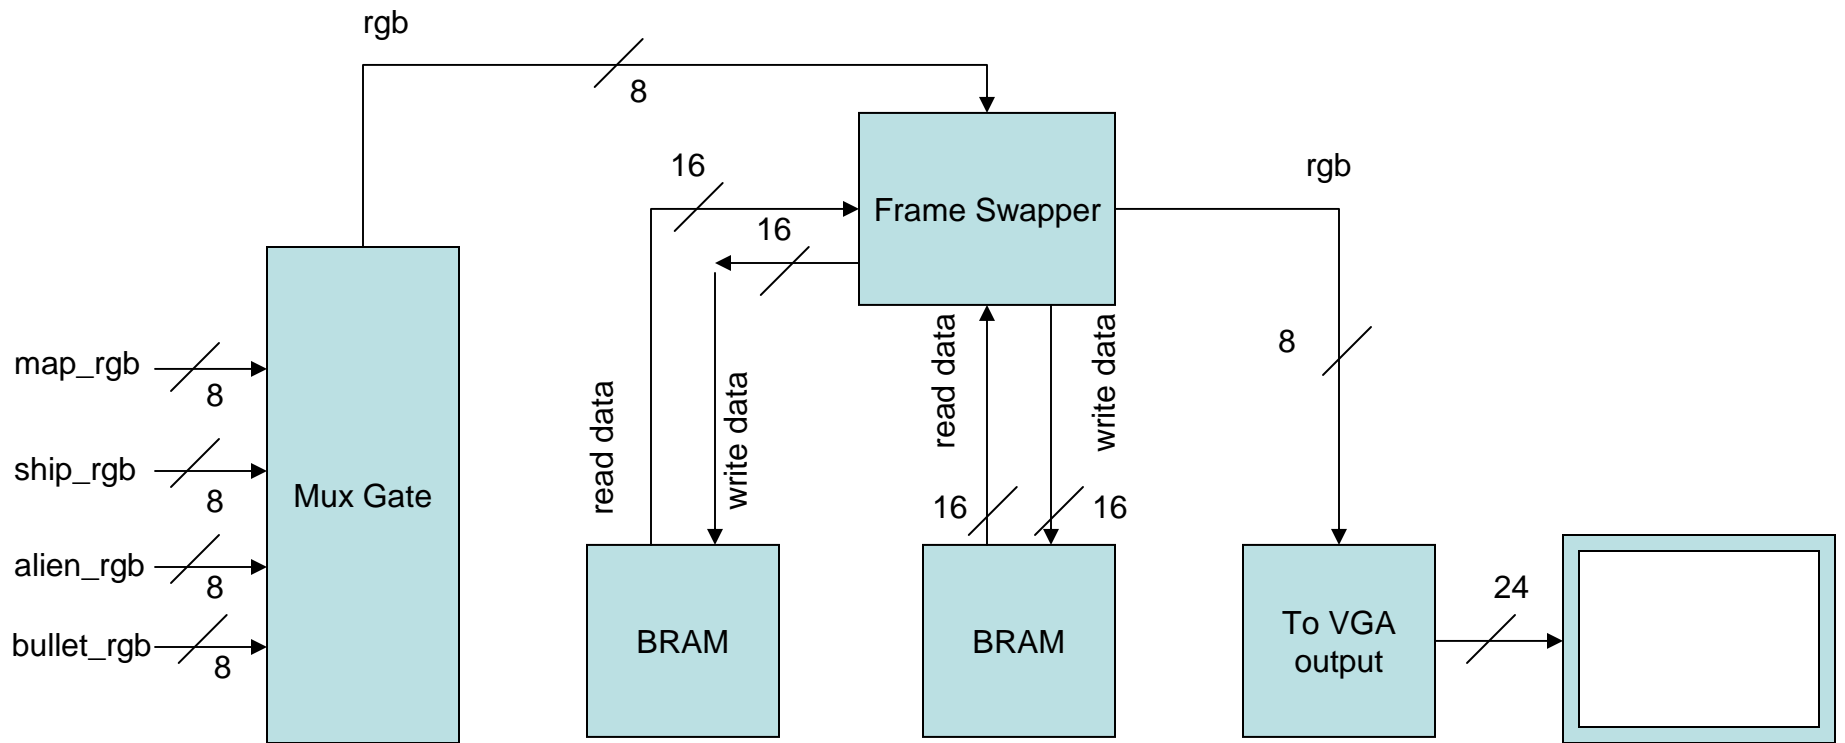 rgb
8
16
rgb
Frame Swapper
16
read data
write data
read data
write data
8
map_rgb
8
ship_rgb
8
Mux Gate
16
16
alien_rgb
8
bullet_rgb
8
BRAM
BRAM
To VGA
output
24